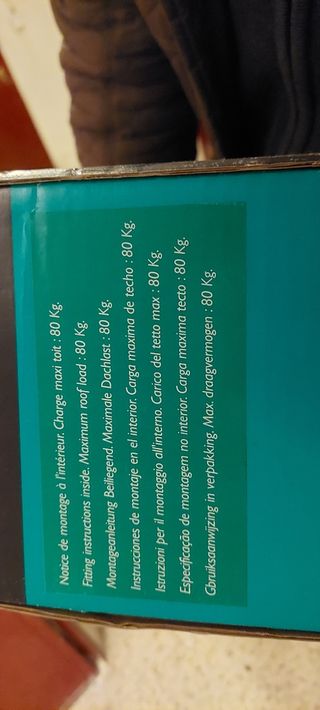 Notice de montage à l'intérieur. Charge maxi toit : 80 Kg.
Fitting instructions inside. Maximum roof load : 80 Kg
Montageanleitung Beiliegend. Maximale Dachlast : 80 Kg.
Instrucciones de montaje en el interior. Carga maxima de techo : 80 Kg.
Istruzioni per il montaggio all'interno. Carico del tetto max : 80 Kg.
Especificação de montagem no interior. Carga maxima tecto : 80 Kg.
Gbruiksaanwijzing in verpakking. Max. draagvermogen : 80 Kg.